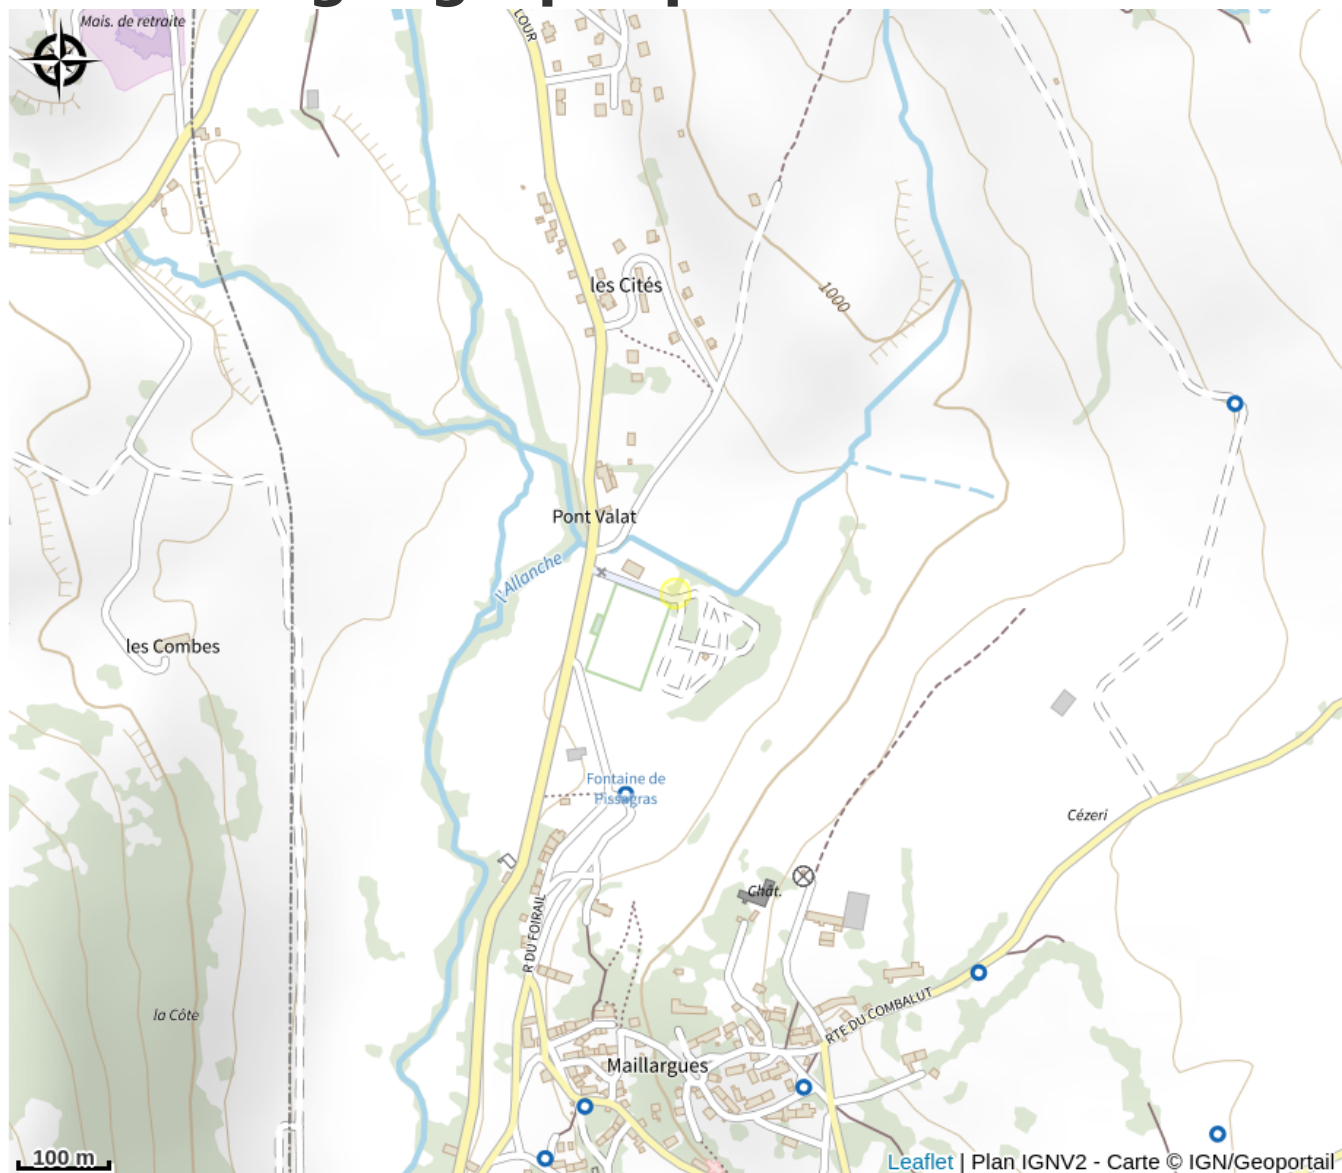 Mais. de retraite
LOUR
les Cités
1000
Pont Valat
l'Allanche
les Combes
Fontaine de
Pissagras
Cézeri
Chât.
R DU FOIRAIL
la Côte
RTE DU COMBALUT
Maillargues
100 m
Leaflet | Plan IGNV2 - Carte © IGN/Geoportail